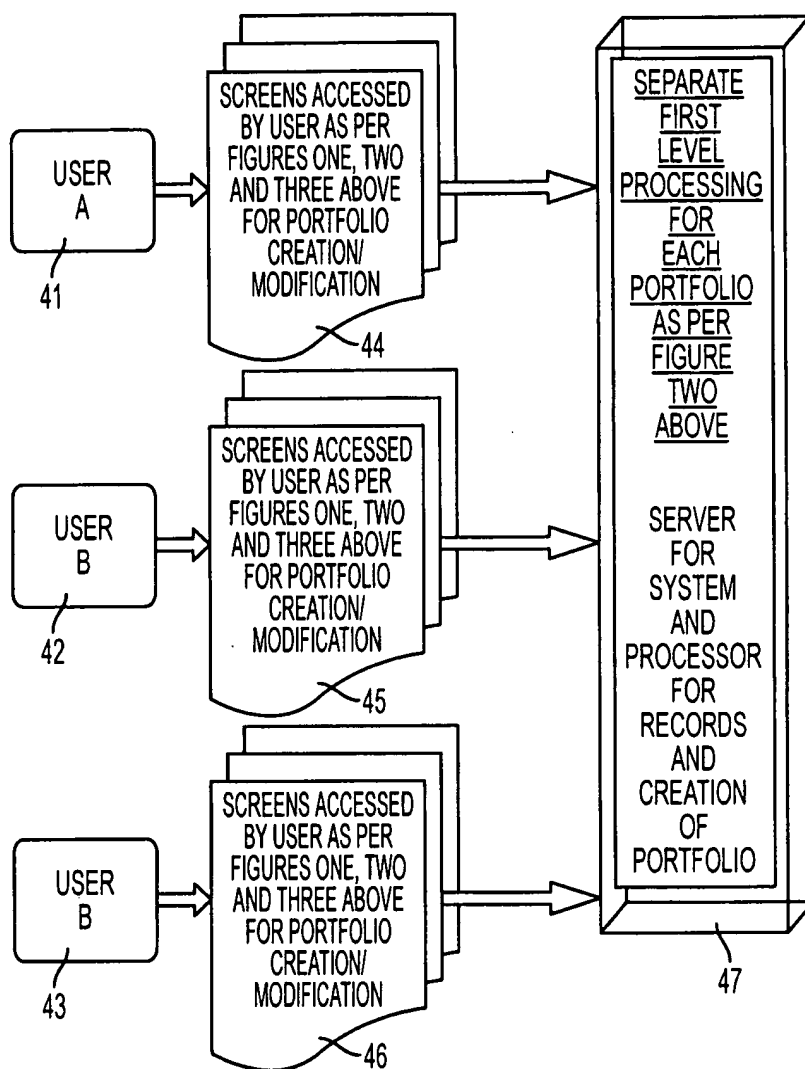 USER
A
41
SCREENS ACCESSED
BY USER AS PER
FIGURES ONE, TWO
AND THREE ABOVE
FOR PORTFOLIO
CREATION/
MODIFICATION
44
USER
B
42
SCREENS ACCESSED
BY USER AS PER
FIGURES ONE, TWO
AND THREE ABOVE
FOR PORTFOLIO
CREATION/
MODIFICATION
45
USER
B
43
SCREENS ACCESSED
BY USER AS PER
FIGURES ONE, TWO
AND THREE ABOVE
FOR PORTFOLIO
CREATION/
MODIFICATION
46
SEPARATE
FIRST
LEVEL
PROCESSING
FOR
EACH
PORTFOLIO
AS PER
FIGURE
TWO
ABOVE
SERVER
FOR
SYSTEM
AND
PROCESSOR
FOR
RECORDS
AND
CREATION
OF
PORTFOLIO
47